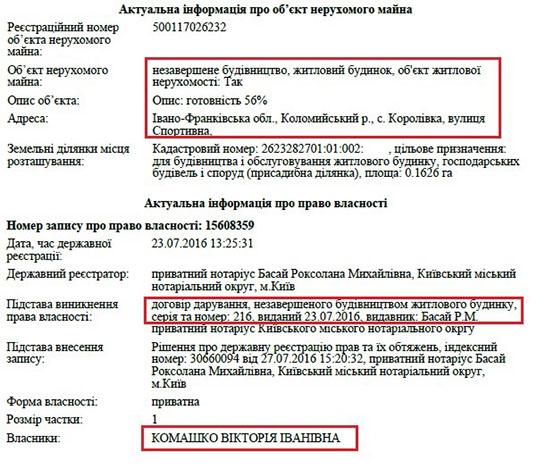 Актуальна інформація про об’єкт нерухомого майна
Реєстраційний номер
об’єкта нерухомого
майна:
500117026232
Об’єкт нерухомого
майна:
незавершене будівництво, житловий будинок, об'єкт житлової
нерухомості: Так
Опис об’єкта:
Опис: готовність 56%
Адреса:
Івано-Франківська обл., Коломийський р., с. Королівка, вулиця
Спортивна,
Земельні ділянки місця
розташування:
Кадастровий номер: 2623282701:01:002: , цільове призначення:
для будівництва і обслуговування житлового будинку, господарських
будівель і споруд (присадибна ділянка), площа: 0.1626 га
Актуальна інформація про право власності
Номер запису про право власності: 15608359
Дата, час державної
реєстрації:
23.07.2016 13:25:31
Державний реєстратор:
приватний нотаріус Басай Роксолана Михайлівна, Київський міський
нотаріальний округ, м.Київ
Підстава виникнення
права власності:
договір дарування, незавершеного будівництвом житлового будинку,
серія та номер: 216, виданий 23.07.2016, видавник: Басай Р.М.
приватний нотаріус Київського міського нотаріального окргу
Підстава внесення
запису:
Рішення про державну реєстрацію прав та їх обтяжень, індексний
номер: 30660094 від 27.07.2016 15:20:32, приватний нотаріус Басай
Роксолана Михайлівна, Київський міський нотаріальний округ,
м.Київ
Форма власності:
приватна
Розмір частки:
1
Власники:
КОМАШКО ВІКТОРІЯ ІВАНІВНА